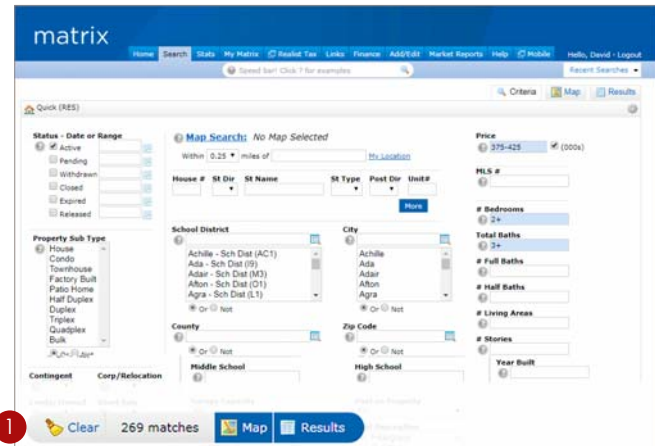 matrix
Home Search Stats My Matrix Realist Tax Links Finance Add/Edit Market Reports Help Mobile Hello, David - Logout
Speed bar! Click ? for examples Recent Searches
Criteria Map Results
Quick (RES)
Status - Date or Range
Active
Pending
Withdrawn
Closed
Expired
Released
Map Search: No Map Selected
Within 0.25 miles of My Location
House # St Dir St Name St Type Post Dir Unit#
More
Price
375-425 (000s)
MLS #
# Bedrooms
2+
Total Baths
3+
# Full Baths
# Half Baths
# Living Areas
# Stories
Year Built
Property Sub Type
House
Condo
Townhouse
Factory Built
Patio Home
Half Duplex
Duplex
Triplex
Quadplex
Bulk
School District
Achille - Sch Dist (AC1)
Ada - Sch Dist (I9)
Adair - Sch Dist (M3)
Afton - Sch Dist (O1)
Agra - Sch Dist (L1)
Or Not
City
Achille
Ada
Adair
Afton
Agra
Or Not
County
Or Not
Zip Code
Or Not
Middle School
High School
Contingent Corp/Relocation
1 Clear 269 matches Map Results